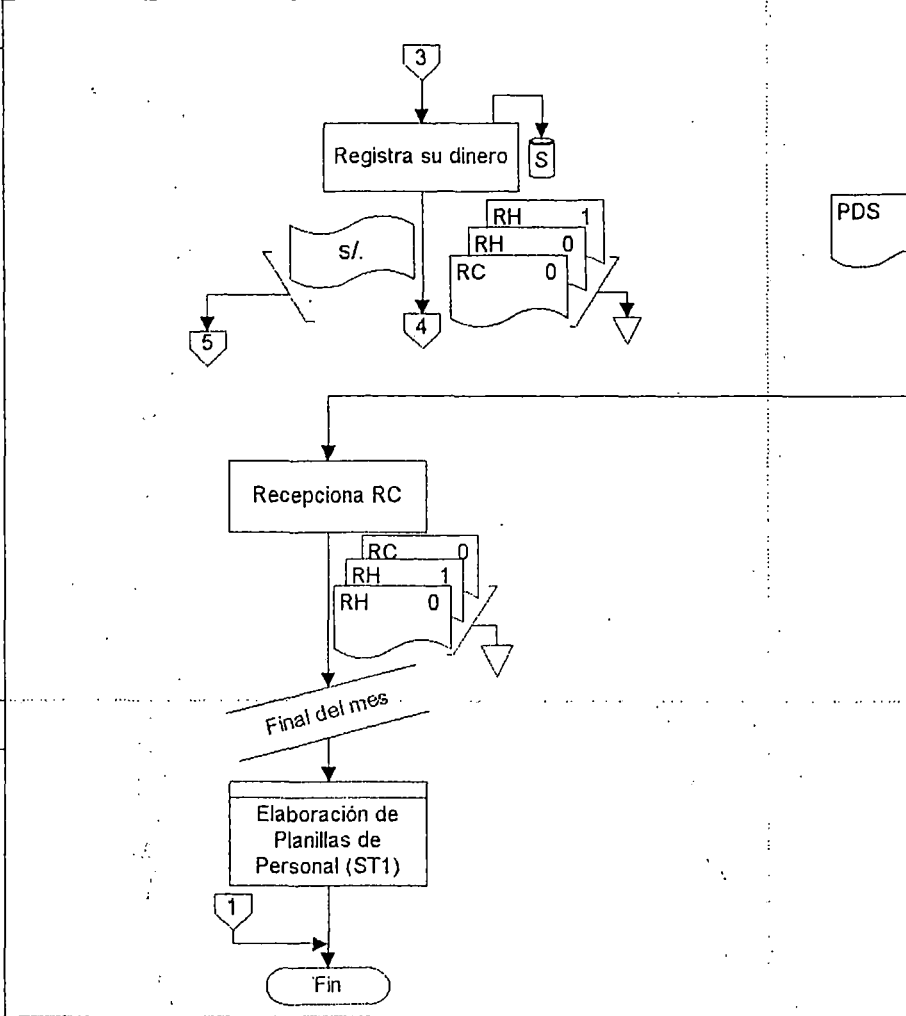 3
Registra su dinero
S
PDS
RH 1
RH 0
RC 0
s/.
4
5
Recepciona RC
RC 0
RH 1
RH 0
Final del mes
Elaboración de
Planillas de
Personal (ST1)
1
Fin